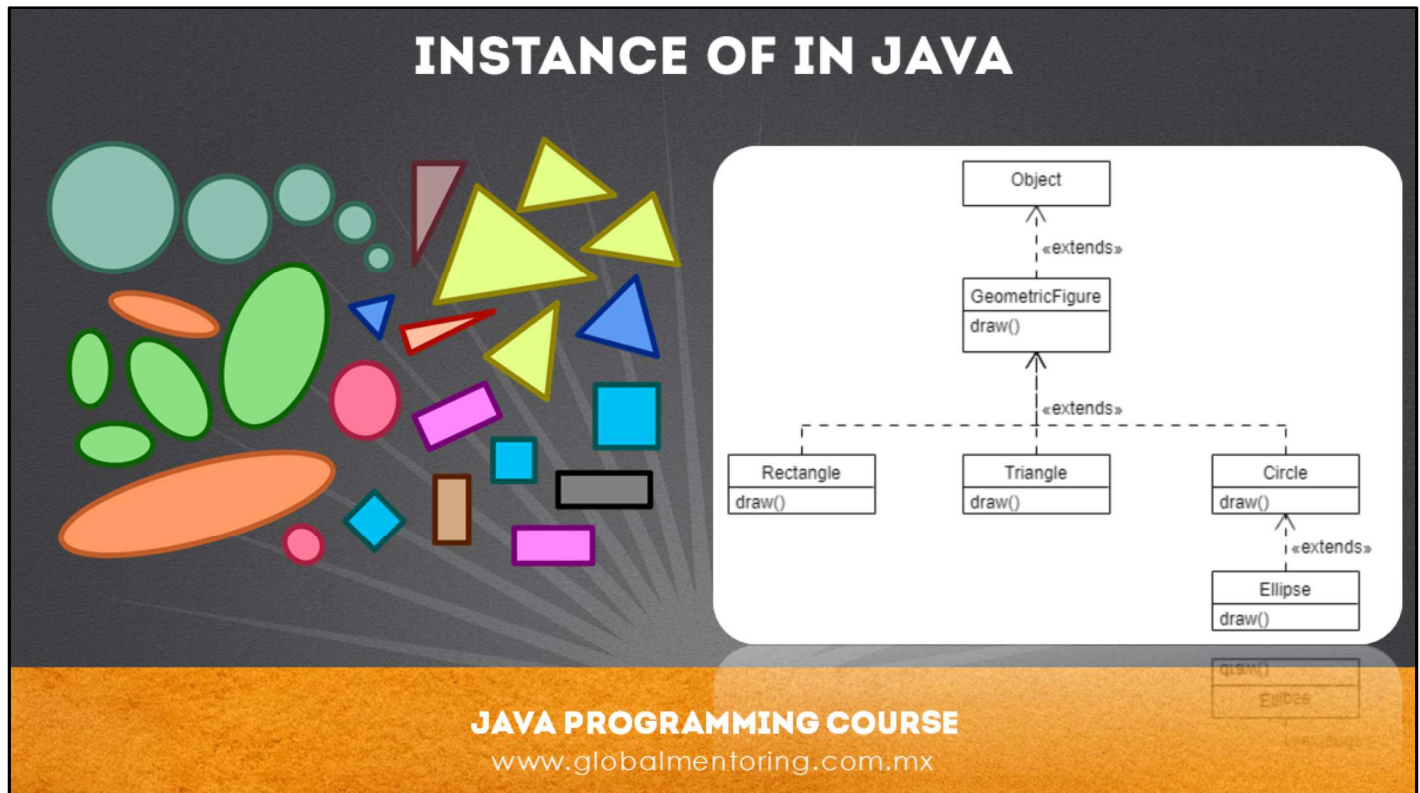 INSTANCE OF IN JAVA
Object
«extends»
GeometricFigure
draw()
«extends»
Rectangle
draw()
Triangle
draw()
Circle
draw()
«extends»
Ellipse
draw()
JAVA PROGRAMMING COURSE
www.globalmentoring.com.mx